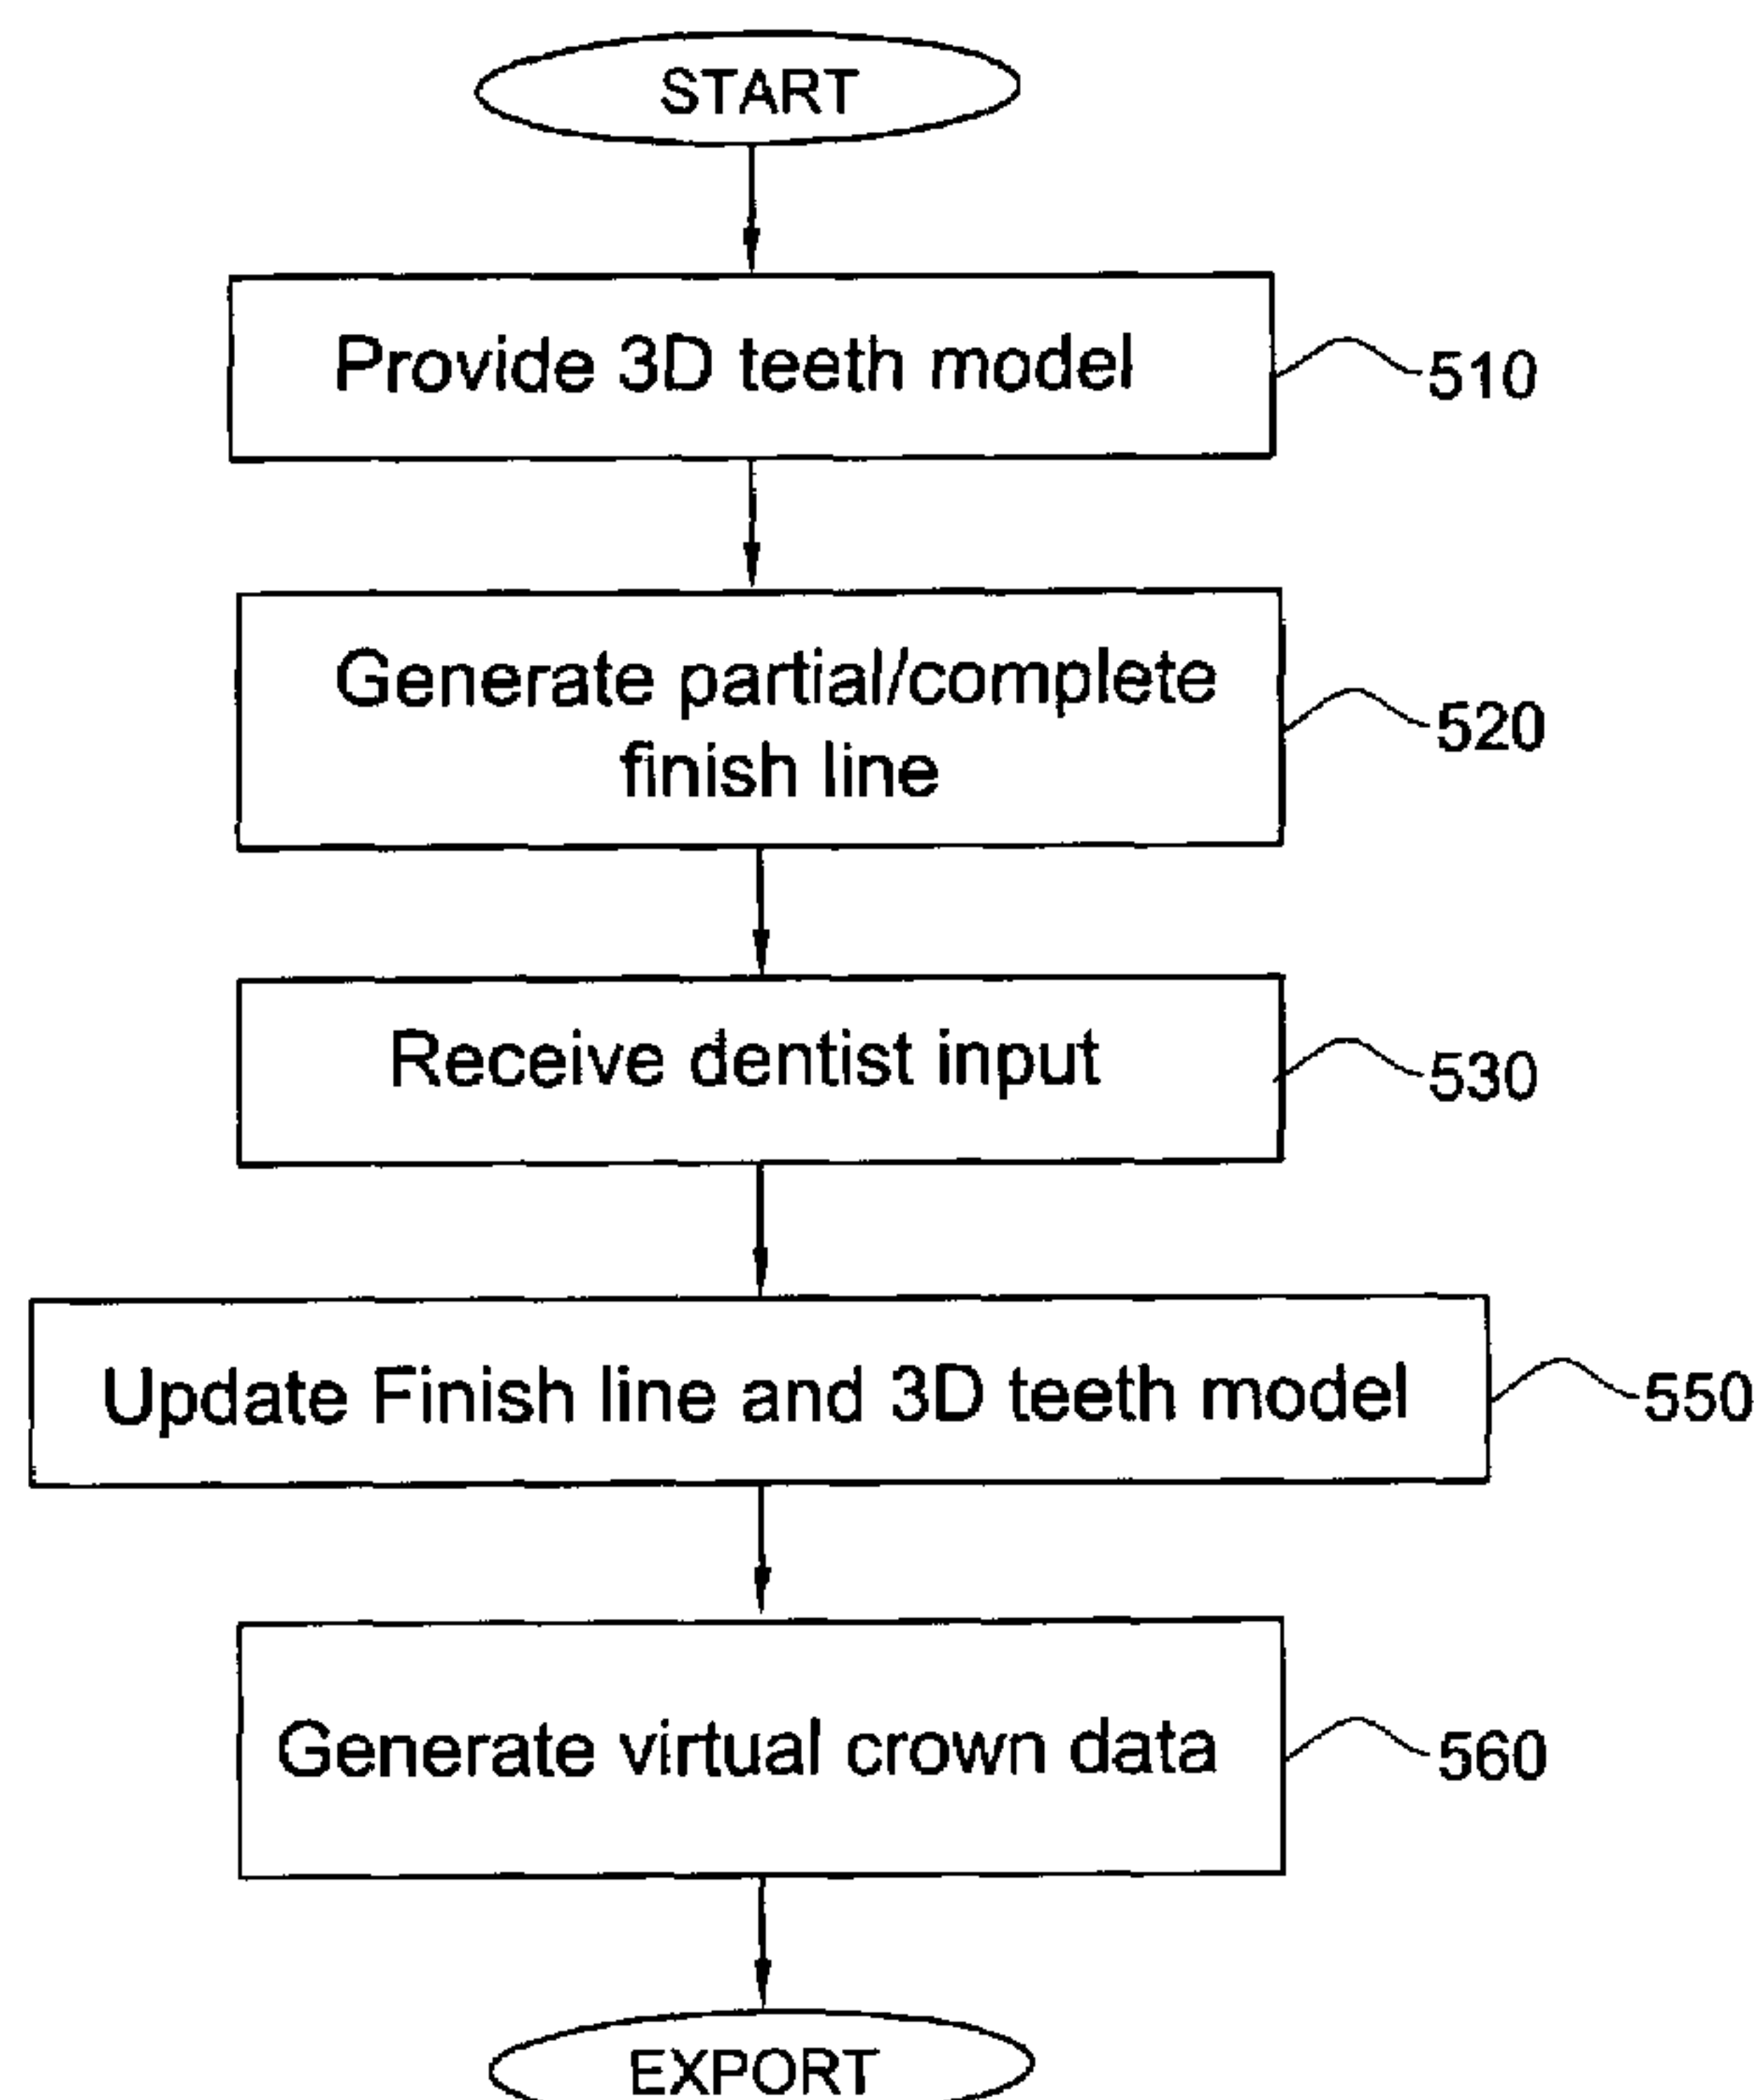 START
Provide 3D teeth model
510
Generate partial/complete
finish line
520
Receive dentist input
530
Update Finish line and 3D teeth model
550
Generate virtual crown data
560
EXPORT